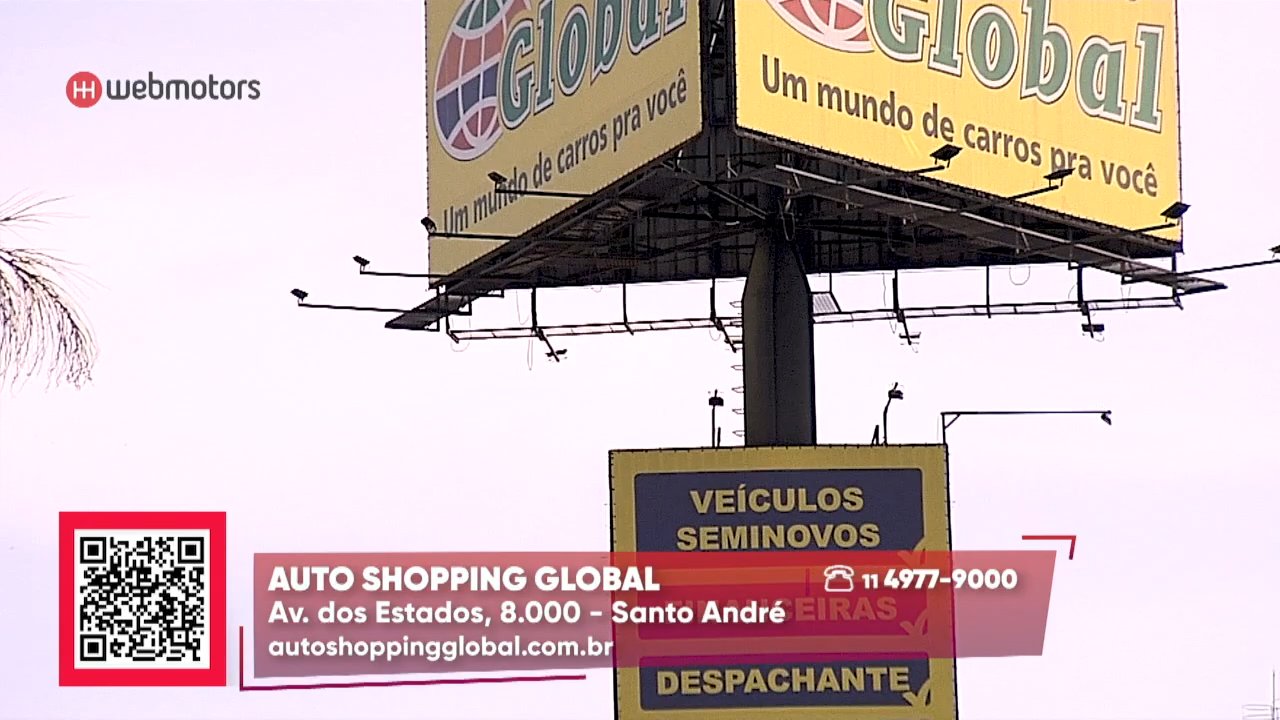 webmotors
Global
Um mundo de carros pra você
Global
Um mundo de carros pra você
VEÍCULOS
SEMINOVOS
AUTO SHOPPING GLOBAL
11 4977-9000
Av. dos Estados, 8.000 - Santo André
autoshoppingglobal.com.br
DESPACHANTE